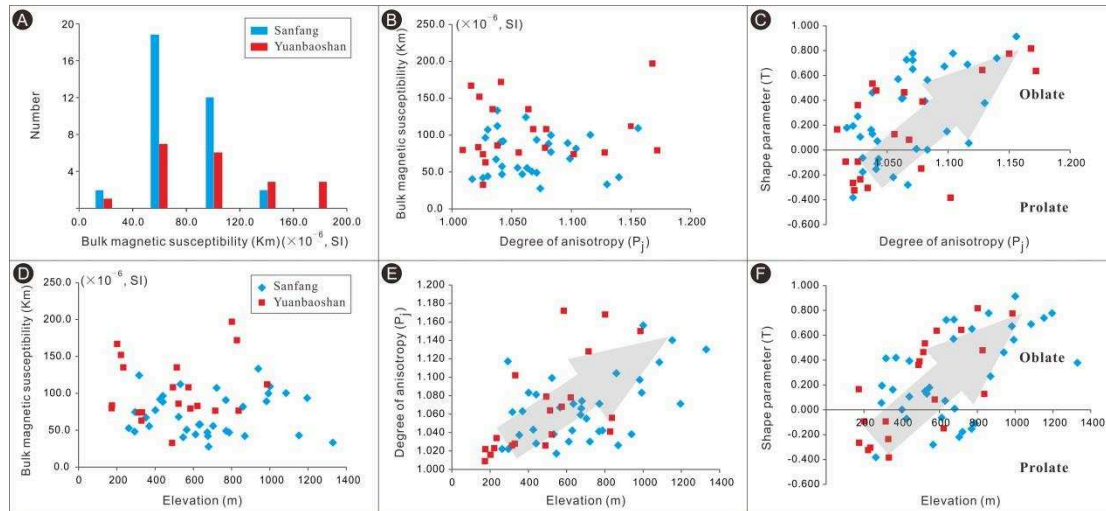 A
Sanfang
Yuanbaoshan
20
16
12
8
4
Number
0.0 40.0 80.0 120.0 160.0 200.0
Bulk magnetic susceptibility (Km)(×10⁻⁶, SI)
B
(×10⁻⁶, SI)
250.0
200.0
150.0
100.0
50.0
0.0
Bulk magnetic susceptibility (Km)
1.000 1.050 1.100 1.150 1.200
Degree of anisotropy (Pj)
C
1.000
0.800
0.600
0.400
0.200
0.000
-0.200
-0.400
-0.600
Shape parameter (T)
1.050 1.100 1.150 1.200
Oblate
Prolate
Degree of anisotropy (Pj)
D
(×10⁻⁶, SI)
Sanfang
Yuanbaoshan
250.0
200.0
150.0
100.0
50.0
0.0
Bulk magnetic susceptibility (Km)
0 200 400 600 800 1000 1200 1400
Elevation (m)
E
1.200
1.180
1.160
1.140
1.120
1.100
1.080
1.060
1.040
1.020
1.000
Degree of anisotropy (Pj)
0 200 400 600 800 1000 1200 1400
Elevation (m)
F
1.000
0.800
0.600
0.400
0.200
0.000
-0.200
-0.400
-0.600
Shape parameter (T)
0 200 400 600 800 1000 1200 1400
Oblate
Prolate
Elevation (m)